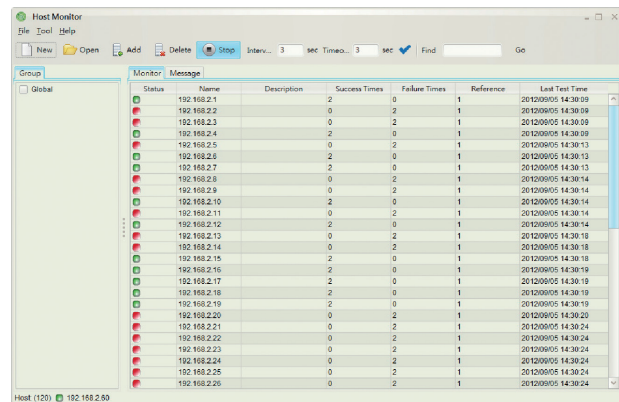 Host Monitor
File Tool Help
New Open Add Delete Stop Interv... 3 sec Timeo... 3 sec Find Go
Group Monitor Message
Global
Status Name Description Success Times Failure Times Reference Last Test Time
192.168.2.1 2 0 1 2012/09/05 14:30:09
192.168.2.2 0 2 1 2012/09/05 14:30:09
192.168.2.3 0 2 1 2012/09/05 14:30:09
192.168.2.4 2 0 1 2012/09/05 14:30:09
192.168.2.5 0 2 1 2012/09/05 14:30:13
192.168.2.6 2 0 1 2012/09/05 14:30:13
192.168.2.7 2 0 1 2012/09/05 14:30:13
192.168.2.8 0 2 1 2012/09/05 14:30:14
192.168.2.9 0 2 1 2012/09/05 14:30:14
192.168.2.10 2 0 1 2012/09/05 14:30:14
192.168.2.11 0 2 1 2012/09/05 14:30:14
192.168.2.12 2 0 1 2012/09/05 14:30:14
192.168.2.13 0 2 1 2012/09/05 14:30:18
192.168.2.14 0 2 1 2012/09/05 14:30:18
192.168.2.15 2 0 1 2012/09/05 14:30:18
192.168.2.16 2 0 1 2012/09/05 14:30:19
192.168.2.17 2 0 1 2012/09/05 14:30:19
192.168.2.18 2 0 1 2012/09/05 14:30:19
192.168.2.19 2 0 1 2012/09/05 14:30:19
192.168.2.20 0 2 1 2012/09/05 14:30:20
192.168.2.21 0 2 1 2012/09/05 14:30:24
192.168.2.22 0 2 1 2012/09/05 14:30:24
192.168.2.23 0 2 1 2012/09/05 14:30:24
192.168.2.24 0 2 1 2012/09/05 14:30:24
192.168.2.25 0 2 1 2012/09/05 14:30:24
192.168.2.26 0 2 1 2012/09/05 14:30:24
Host: (120) 192.168.2.60